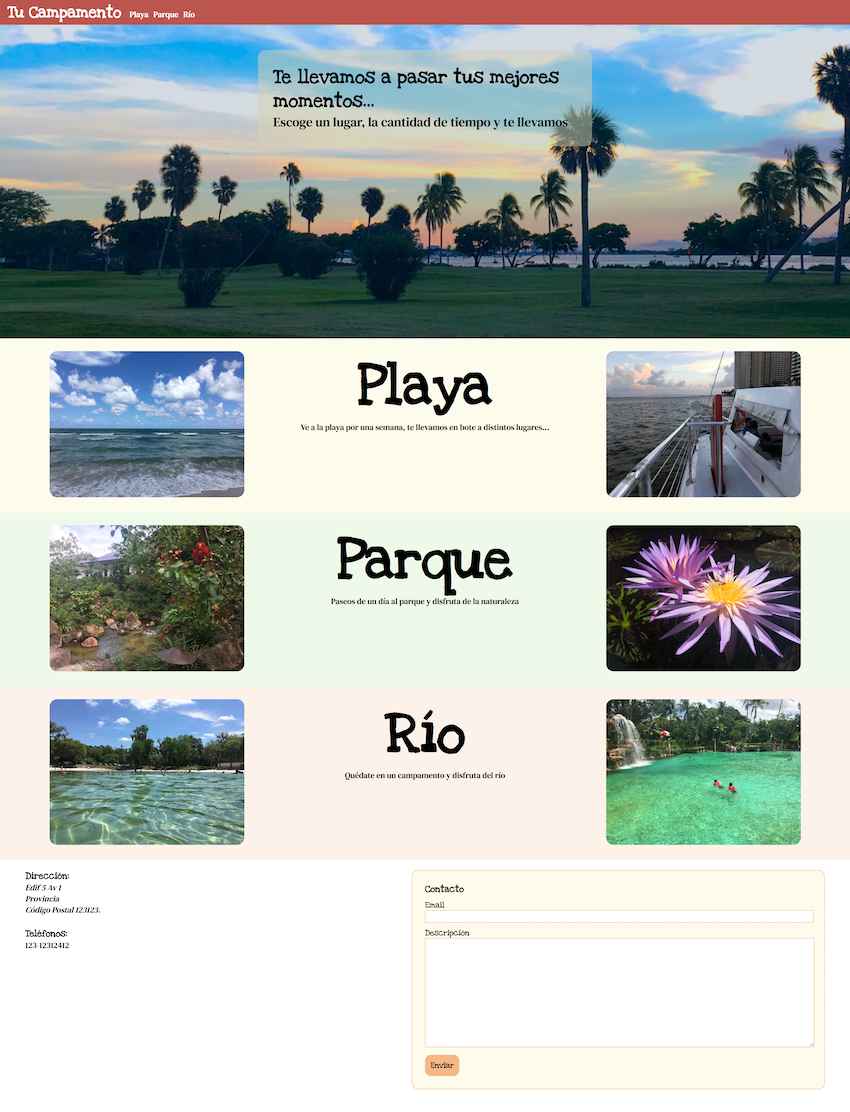 Tu Campamento Playa Parque Río
Te llevamos a pasar tus mejores
momentos...
Escoge un lugar, la cantidad de tiempo y te llevamos
Playa
Ve a la playa por una semana, te llevamos en bote a distintos lugares...
Parque
Paseos de un día al parque y disfruta de la naturaleza
Río
Quédate en un campamento y disfruta del río
Dirección:
Edif 5 Av 1
Provincia
Código Postal 123123.
Teléfonos:
123-12312412
Contacto
Email
Descripción
Enviar